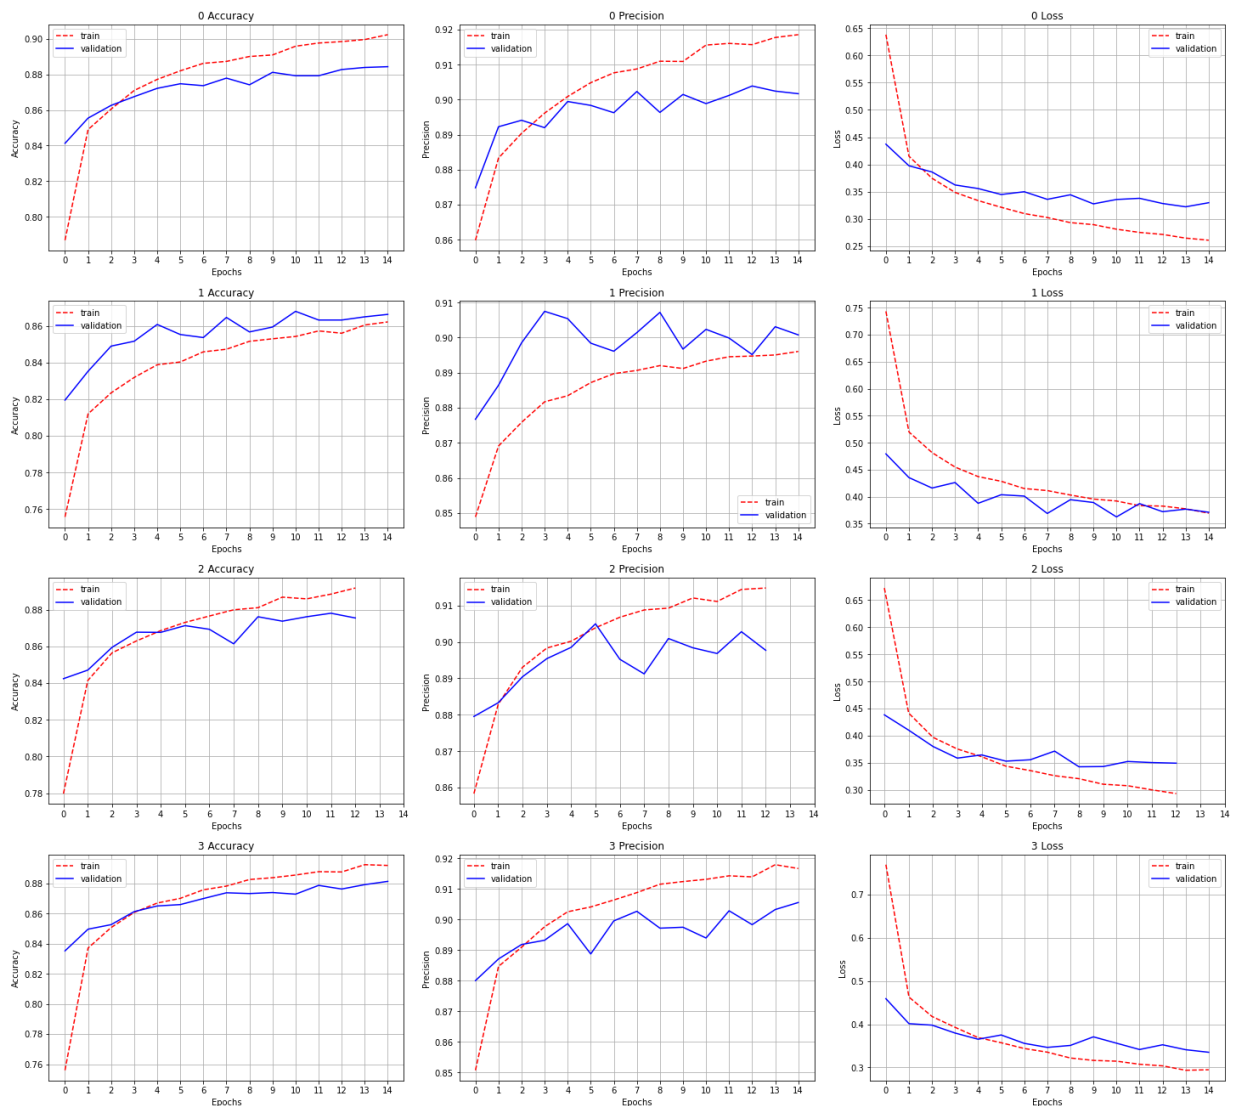 0 Accuracy
train
validation
0.90
0.88
0.86
0.84
0.82
0.80
Accuracy
0 1 2 3 4 5 6 7 8 9 10 11 12 13 14
Epochs
0 Precision
train
validation
0.92
0.91
0.90
0.89
0.88
0.87
0.86
Precision
0 1 2 3 4 5 6 7 8 9 10 11 12 13 14
Epochs
0 Loss
train
validation
0.65
0.60
0.55
0.50
0.45
0.40
0.35
0.30
0.25
Loss
0 1 2 3 4 5 6 7 8 9 10 11 12 13 14
Epochs
1 Accuracy
train
validation
0.86
0.84
0.82
0.80
0.78
0.76
Accuracy
0 1 2 3 4 5 6 7 8 9 10 11 12 13 14
Epochs
1 Precision
0.91
0.90
0.89
0.88
0.87
0.86
0.85
Precision
train
validation
0 1 2 3 4 5 6 7 8 9 10 11 12 13 14
Epochs
1 Loss
train
validation
0.75
0.70
0.65
0.60
0.55
0.50
0.45
0.40
0.35
Loss
0 1 2 3 4 5 6 7 8 9 10 11 12 13 14
Epochs
2 Accuracy
train
validation
0.88
0.86
0.84
0.82
0.80
0.78
Accuracy
0 1 2 3 4 5 6 7 8 9 10 11 12 13 14
Epochs
2 Precision
train
validation
0.91
0.90
0.89
0.88
0.87
0.86
Precision
0 1 2 3 4 5 6 7 8 9 10 11 12 13 14
Epochs
2 Loss
train
validation
0.65
0.60
0.55
0.50
0.45
0.40
0.35
0.30
Loss
0 1 2 3 4 5 6 7 8 9 10 11 12 13 14
Epochs
3 Accuracy
train
validation
0.88
0.86
0.84
0.82
0.80
0.78
0.76
Accuracy
0 1 2 3 4 5 6 7 8 9 10 11 12 13 14
Epochs
3 Precision
train
validation
0.92
0.91
0.90
0.89
0.88
0.87
0.86
0.85
Precision
0 1 2 3 4 5 6 7 8 9 10 11 12 13 14
Epochs
3 Loss
train
validation
0.7
0.6
0.5
0.4
0.3
Loss
0 1 2 3 4 5 6 7 8 9 10 11 12 13 14
Epochs